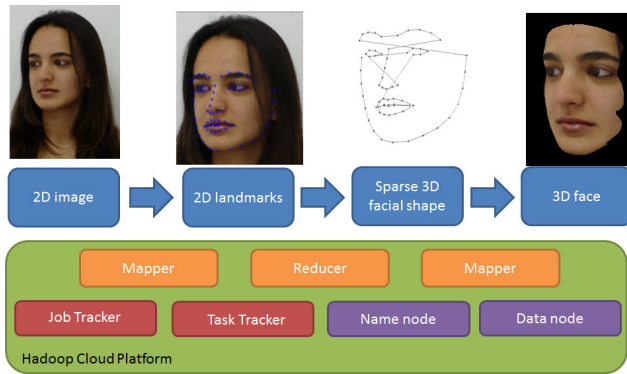 2D image
2D landmarks
Sparse 3D
facial shape
3D face
Mapper
Reducer
Mapper
Job Tracker
Task Tracker
Name node
Data node
Hadoop Cloud Platform